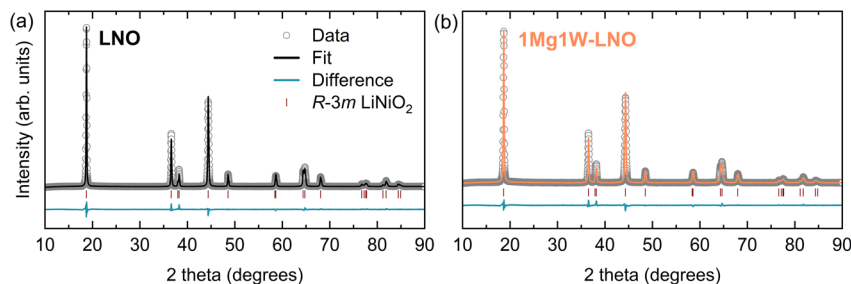 (a)
LNO
Data
Fit
Difference
R-3m LiNiO₂
Intensity (arb. units)
10 20 30 40 50 60 70 80 90
2 theta (degrees)
(b)
1Mg1W-LNO
10 20 30 40 50 60 70 80 90
2 theta (degrees)